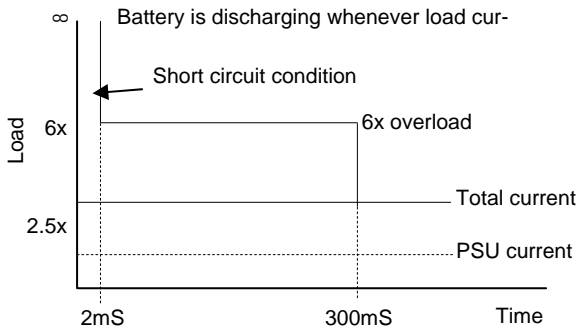 ∞ Battery is discharging whenever load cur-
Short circuit condition
Load
6x
6x overload
Total current
2.5x
PSU current
2mS 300mS Time